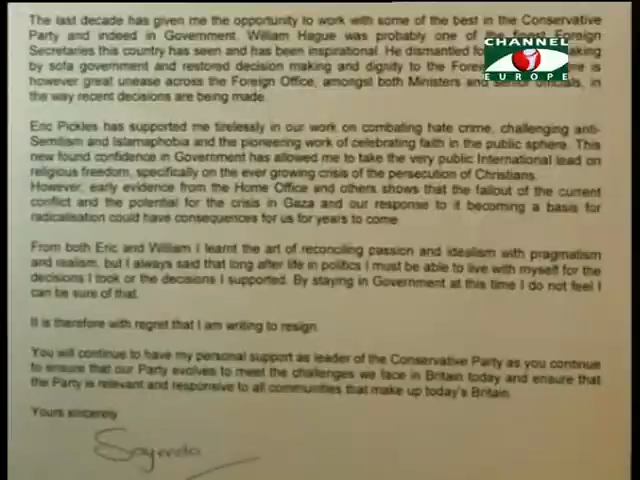 The last decade has given me the opportunity to work with some of the best in the Conservative
Party and indeed in Government. William Hague was probably one of the finest Foreign
Secretaries this country has seen and has been inspirational. He dismantled
by sofa government and restored decision making and dignity to the is
however great unease across the Foreign Office, amongst both Ministers and senior officials, in
the way recent decisions are being made.
Eric Pickles has supported me tirelessly in our work on combating hate crime, challenging anti-
Semitism and Islamaphobia and the pioneering work of celebrating faith in the public sphere. This
new found confidence in Government has allowed me to take the very public International lead on
religious freedom, specifically on the ever growing crisis of the persecution of Christians.
However, early evidence from the Home Office and others shows that the fallout of the current
conflict and the potential for the crisis in Gaza and our response to it becoming a basis for
radicalisation could have consequences for us for years to come.
From both Eric and William I learnt the art of reconciling passion and idealism with pragmatism
and realism, but I always said that long after life in politics I must be able to live with myself for the
decisions I took or the decisions I supported. By staying in Government at this time I do not feel I
can be sure of that.
It is therefore with regret that I am writing to resign.
You will continue to have my personal support as leader of the Conservative Party as you continue
to ensure that our Party evolves to meet the challenges we face in Britain today and ensure that
the Party is relevant and responsive to all communities that make up today's Britain.
Yours sincerely
Sayeeda
CHANNEL
i
EUROPE